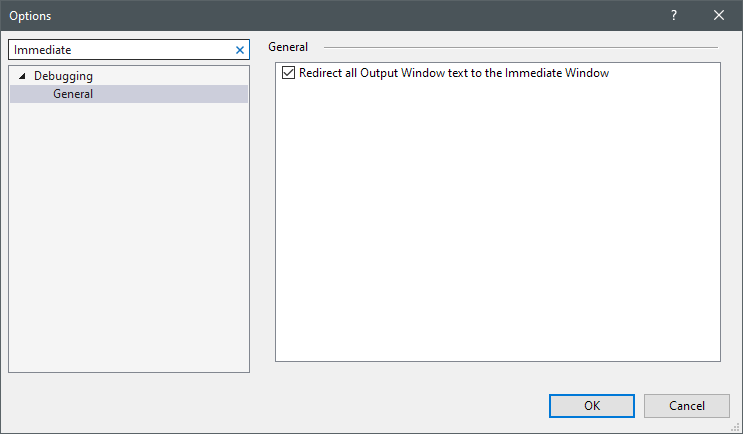 Options
Immediate
Debugging
General
General
Redirect all Output Window text to the Immediate Window
OK
Cancel